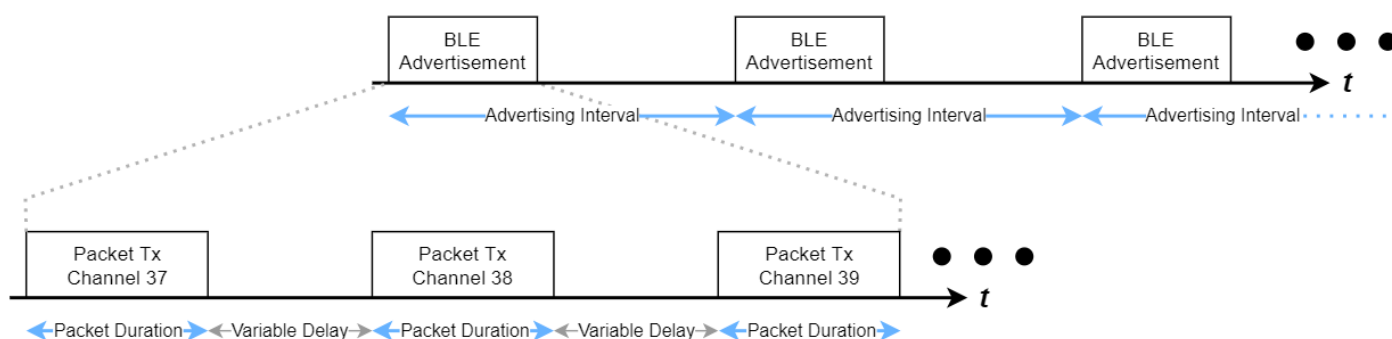 BLE
Advertisement
BLE
Advertisement
BLE
Advertisement
t
Advertising Interval
Advertising Interval
Advertising Interval
Packet Tx
Channel 37
Packet Tx
Channel 38
Packet Tx
Channel 39
t
Packet Duration
Variable Delay
Packet Duration
Variable Delay
Packet Duration